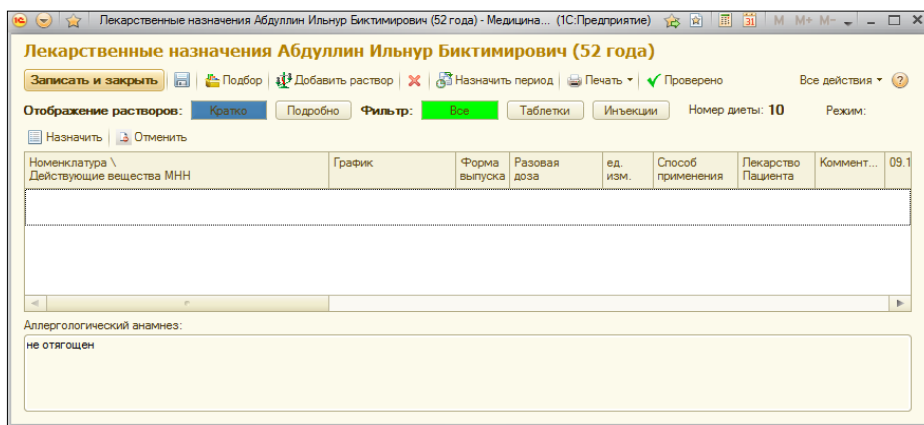 Лекарственные назначения Абдуллин Ильнур Биктимирович (52 года) - Медицина... (1С:Предприятие) 31 M M+ M-
Лекарственные назначения Абдуллин Ильнур Биктимирович (52 года)
Записать и закрыть Подбор Добавить раствор Назначить период Печать Проверено Все действия ?
Отображение растворов: Кратко Подробно Фильтр: Все Таблетки Инъекции Номер диеты: 10 Режим:
Назначить Отменить
Номенклатура \ График Форма Разовая ед. Способ Лекарство Коммент... 09.1
Действующие вещества МНН выпуска доза изм. применения Пациента
Аллергологический анамнез:
не отягощен